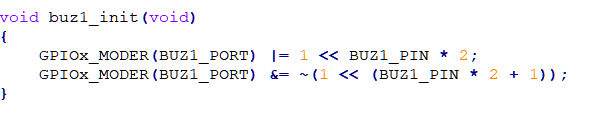 void buz1_init(void)
{
    GPIOx_MODER(BUZ1_PORT) |= 1 << BUZ1_PIN * 2;
    GPIOx_MODER(BUZ1_PORT) &= ~(1 << (BUZ1_PIN * 2 + 1));
}